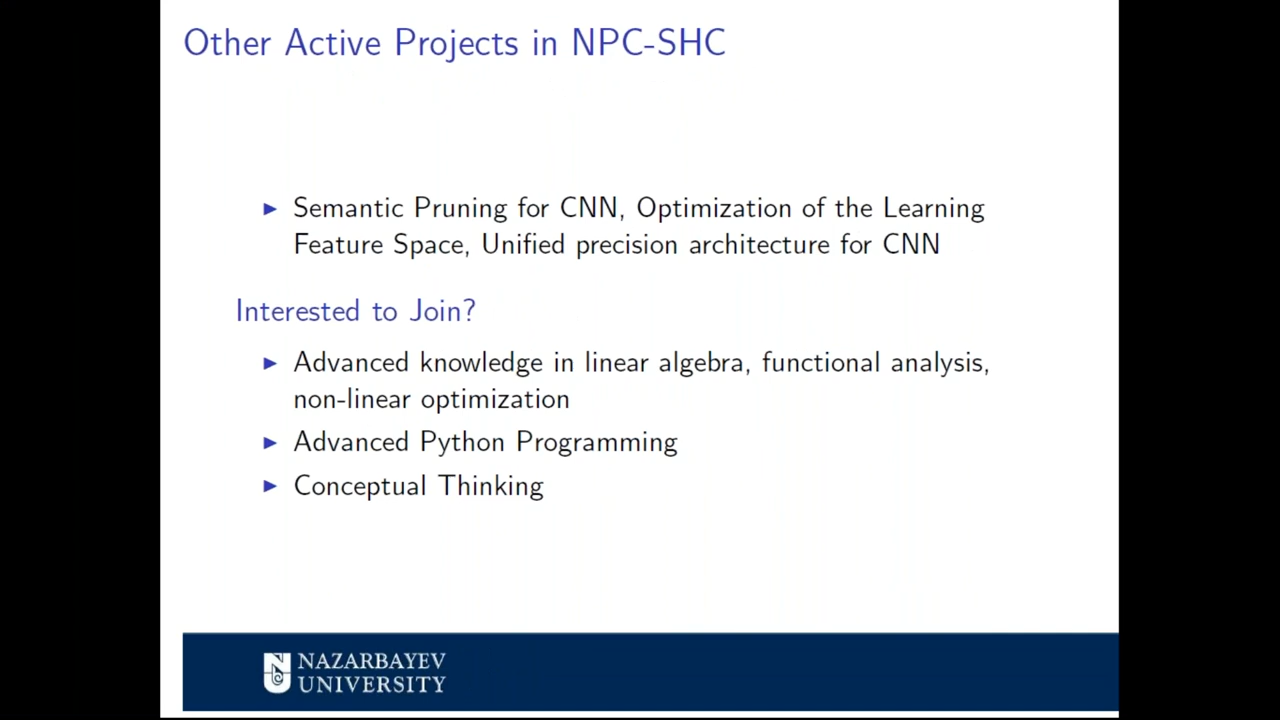 Other Active Projects in NPC-SHC
► Semantic Pruning for CNN, Optimization of the Learning
Feature Space, Unified precision architecture for CNN
Interested to Join?
► Advanced knowledge in linear algebra, functional analysis,
non-linear optimization
► Advanced Python Programming
► Conceptual Thinking
NAZARBAYEV
UNIVERSITY